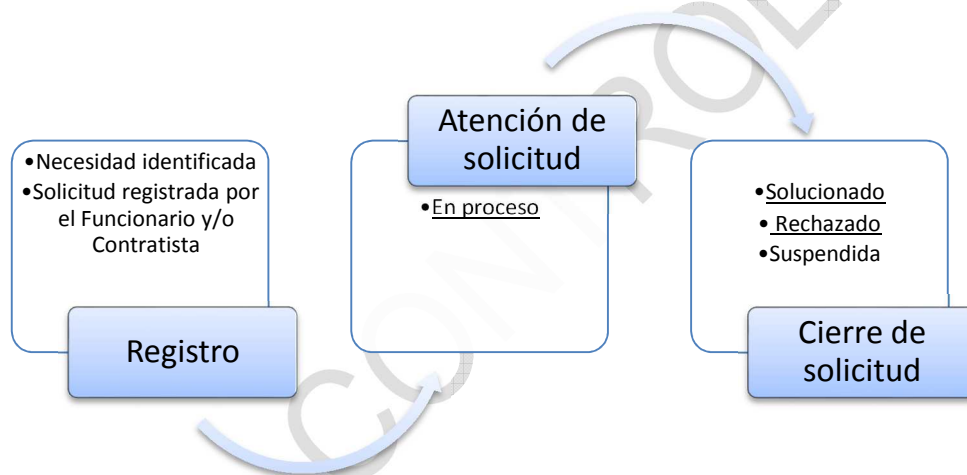 •Necesidad identificada
•Solicitud registrada por
el Funcionario y/o
Contratista
Registro
Atención de
solicitud
•En proceso
•Solucionado
• Rechazado
•Suspendida
Cierre de
solicitud
CONTROL